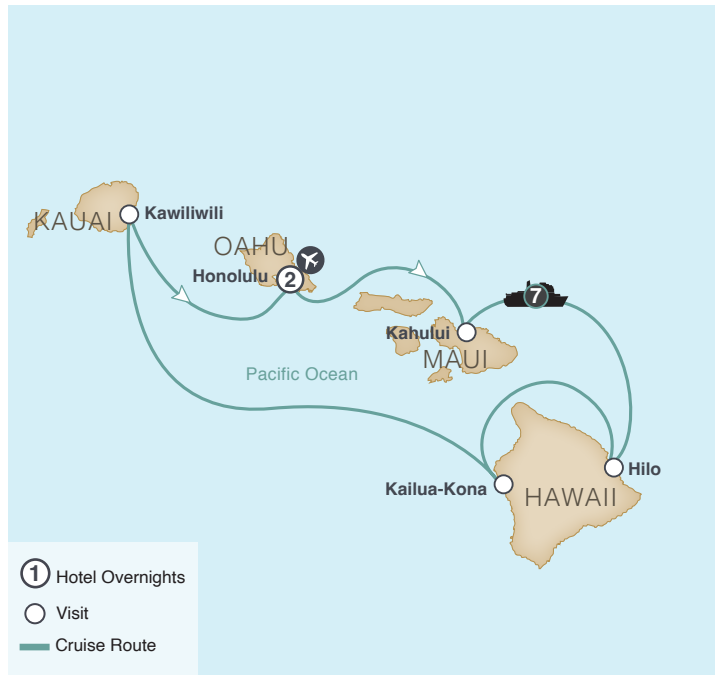 KAUAI
Kawiliwili
OAHU
Honolulu
2
7
Kahului
MAUI
Pacific Ocean
Hilo
Kailua-Kona
HAWAII
1 Hotel Overnights
Visit
Cruise Route